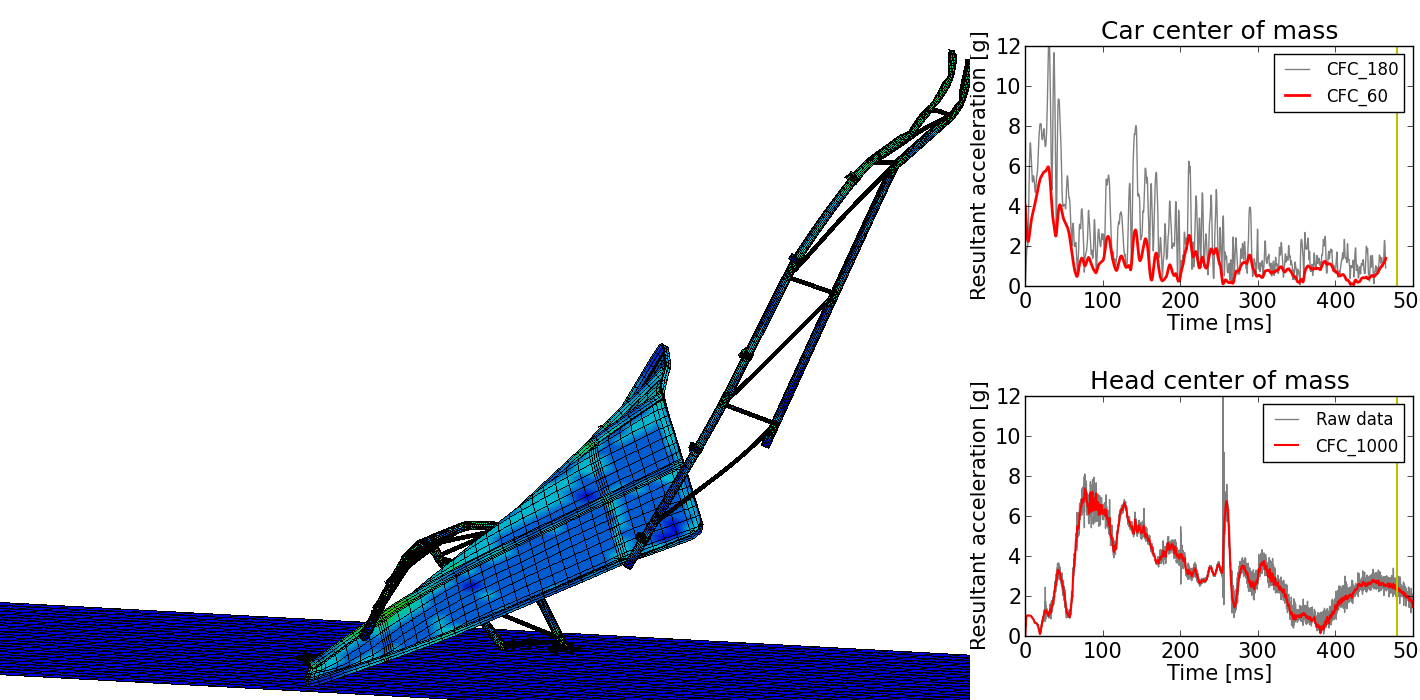 Car center of mass
Resultant acceleration [g]
12
10
8
6
4
2
0
CFC_180
CFC_60
0 100 200 300 400 50
Time [ms]
Head center of mass
Resultant acceleration [g]
12
10
8
6
4
2
0
Raw data
CFC_1000
0 100 200 300 400 50
Time [ms]